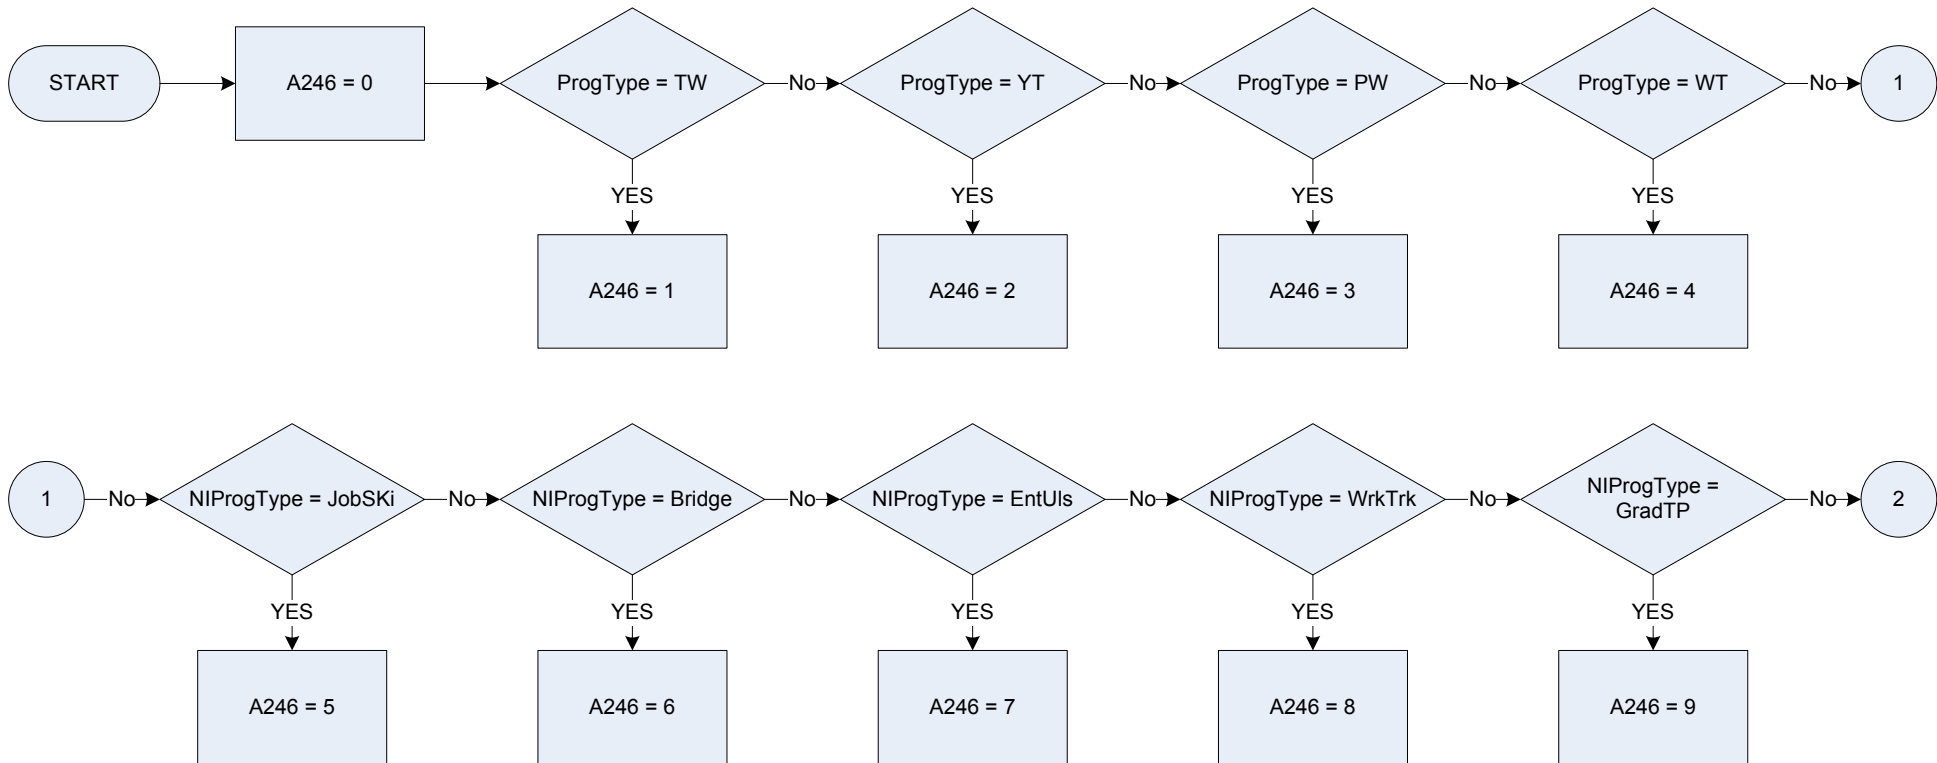 START
A246 = 0
ProgType = TW
No
ProgType = YT
No
ProgType = PW
No
ProgType = WT
No
1
YES
YES
YES
YES
A246 = 1
A246 = 2
A246 = 3
A246 = 4
1
No
NIProgType = JobSKi
No
NIProgType = Bridge
No
NIProgType = EntUls
No
NIProgType = WrkTrk
No
NIProgType =
GradTP
No
2
YES
YES
YES
YES
YES
A246 = 5
A246 = 6
A246 = 7
A246 = 8
A246 = 9